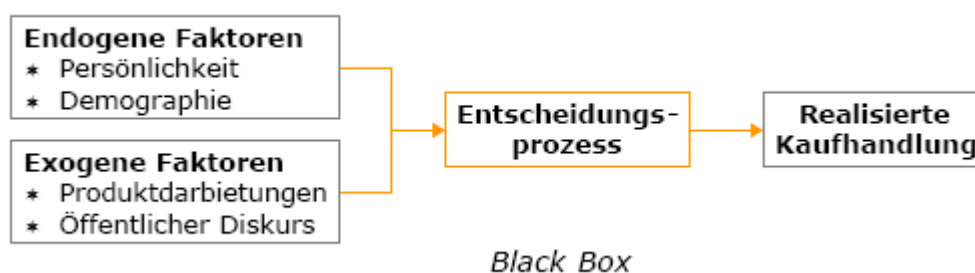 Endogene Faktoren
* Persönlichkeit
* Demographie
Exogene Faktoren
* Produktdarbietungen
* Öffentlicher Diskurs
Entscheidungs-
prozess
Realisierte
Kaufhandlung
Black Box